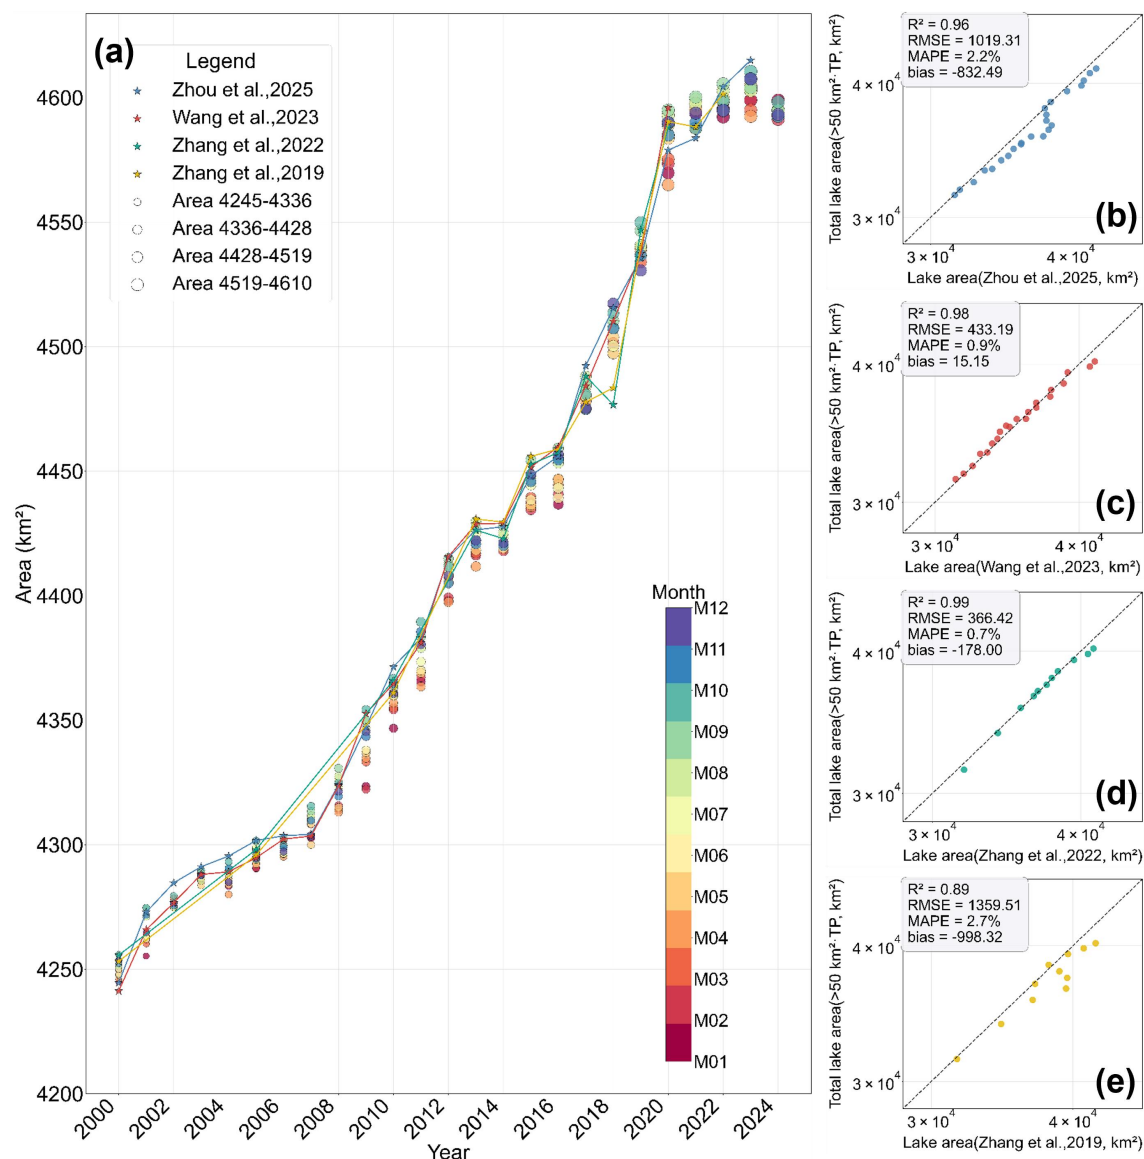 (a)
Legend
Zhou et al.,2025
Wang et al.,2023
Zhang et al.,2022
Zhang et al.,2019
Area 4245-4336
Area 4336-4428
Area 4428-4519
Area 4519-4610
Area (km²)
4600
4550
4500
4450
4400
4350
4300
4250
4200
Month
M12
M11
M10
M09
M08
M07
M06
M05
M04
M03
M02
M01
2000
2002
2004
2006
2008
2010
2012
2014
2016
2018
2020
2022
2024
Year
R² = 0.96
RMSE = 1019.31
MAPE = 2.2%
bias = -832.49
Total lake area(>50 km²·TP, km²)
4 × 10⁴
3 × 10⁴
(b)
3 × 10⁴
4 × 10⁴
Lake area(Zhou et al.,2025, km²)
R² = 0.98
RMSE = 433.19
MAPE = 0.9%
bias = 15.15
Total lake area(>50 km²·TP, km²)
4 × 10⁴
3 × 10⁴
(c)
3 × 10⁴
4 × 10⁴
Lake area(Wang et al.,2023, km²)
R² = 0.99
RMSE = 366.42
MAPE = 0.7%
bias = -178.00
Total lake area(>50 km²·TP, km²)
4 × 10⁴
3 × 10⁴
(d)
3 × 10⁴
4 × 10⁴
Lake area(Zhang et al.,2022, km²)
R² = 0.89
RMSE = 1359.51
MAPE = 2.7%
bias = -998.32
Total lake area(>50 km²·TP, km²)
4 × 10⁴
3 × 10⁴
(e)
3 × 10⁴
4 × 10⁴
Lake area(Zhang et al.,2019, km²)